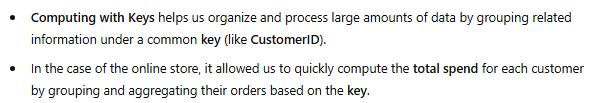 • Computing with Keys helps us organize and process large amounts of data by grouping related
information under a common key (like CustomerID).
• In the case of the online store, it allowed us to quickly compute the total spend for each customer
by grouping and aggregating their orders based on the key.